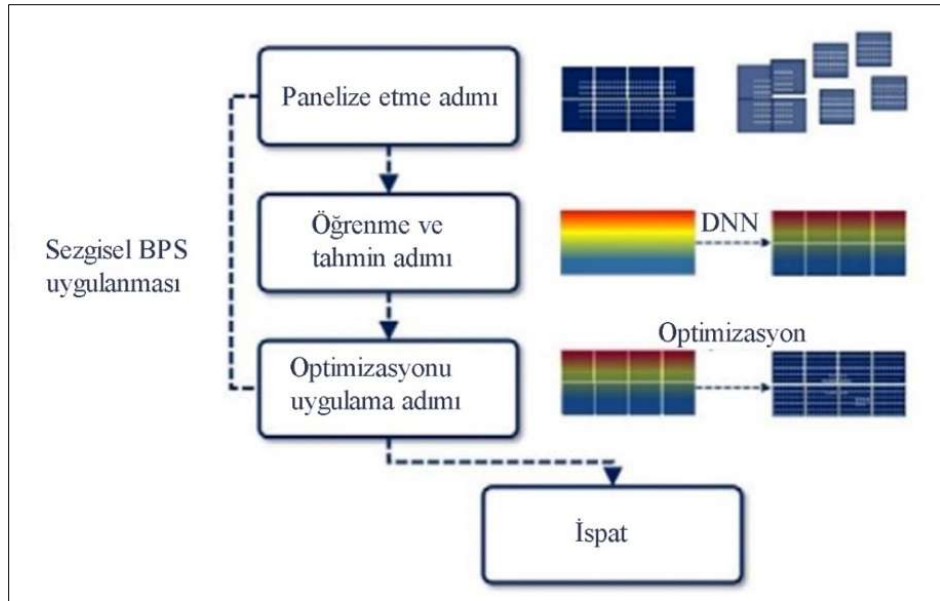 Panelize etme adımı
Öğrenme ve
tahmin adımı
DNN
Sezgisel BPS
uygulanması
Optimizasyon
Optimizasyonu
uygulama adımı
İspat